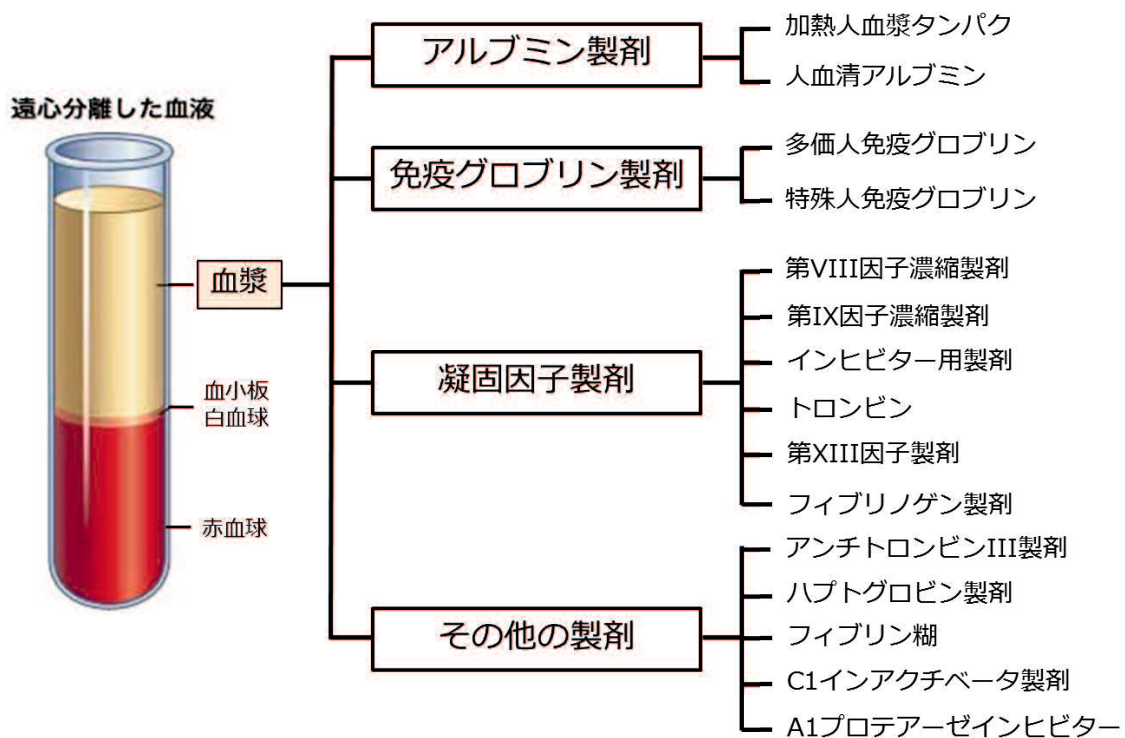 遠心分離した血液
血漿
血小板
白血球
赤血球
アルブミン製剤
加熱人血漿タンパク
人血清アルブミン
免疫グロブリン製剤
多価人免疫グロブリン
特殊人免疫グロブリン
凝固因子製剤
第VIII因子濃縮製剤
第IX因子濃縮製剤
インヒビター用製剤
トロンビン
第XIII因子製剤
フィブリノゲン製剤
その他の製剤
アンチトロンビンIII製剤
ハプトグロビン製剤
フィブリン糊
C1インアクチベータ製剤
A1プロテアーゼインヒビター